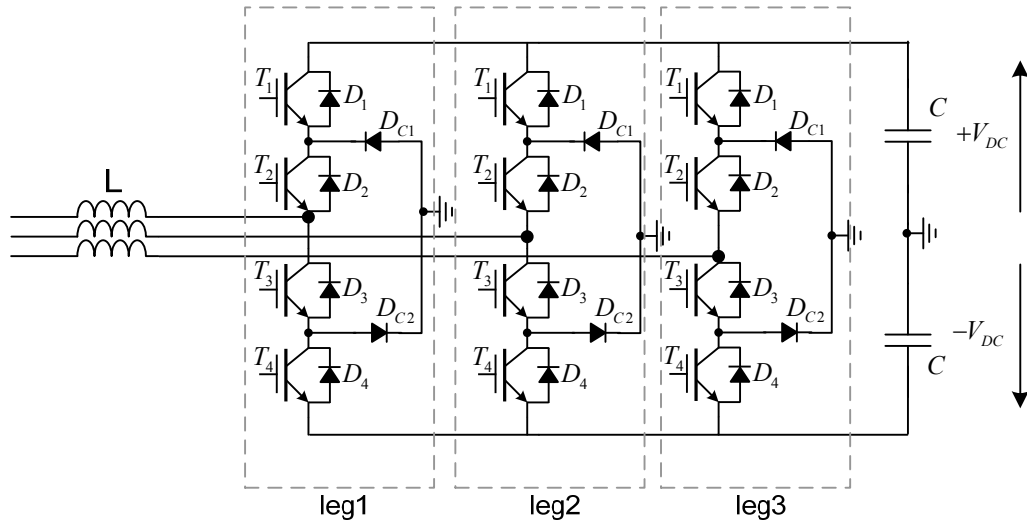 T1
D1
DC1
T2
D2
T3
D3
DC2
T4
D4
T1
D1
DC1
T2
D2
T3
D3
DC2
T4
D4
T1
D1
DC1
T2
D2
T3
D3
DC2
T4
D4
L
C
+VDC
−VDC
C
leg1
leg2
leg3